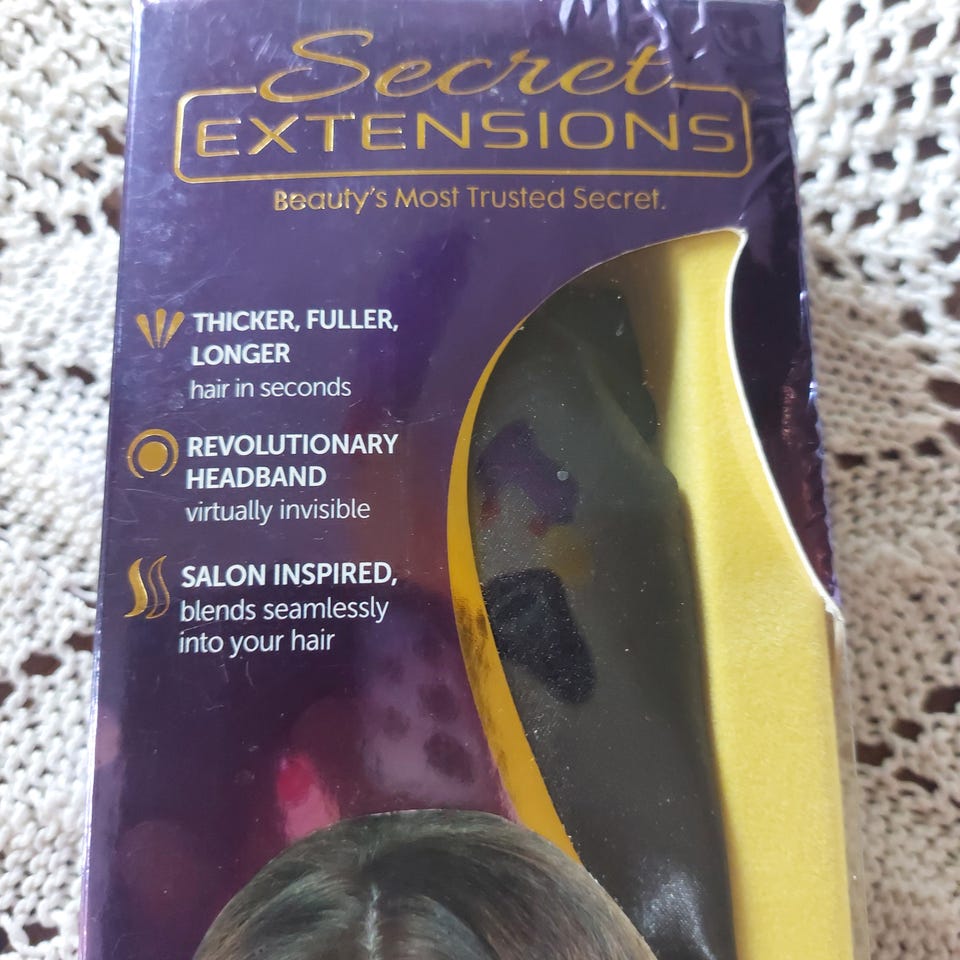 Secret
EXTENSIONS
Beauty's Most Trusted Secret.
THICKER, FULLER,
LONGER
hair in seconds
REVOLUTIONARY
HEADBAND
virtually invisible
SALON INSPIRED,
blends seamlessly
into your hair